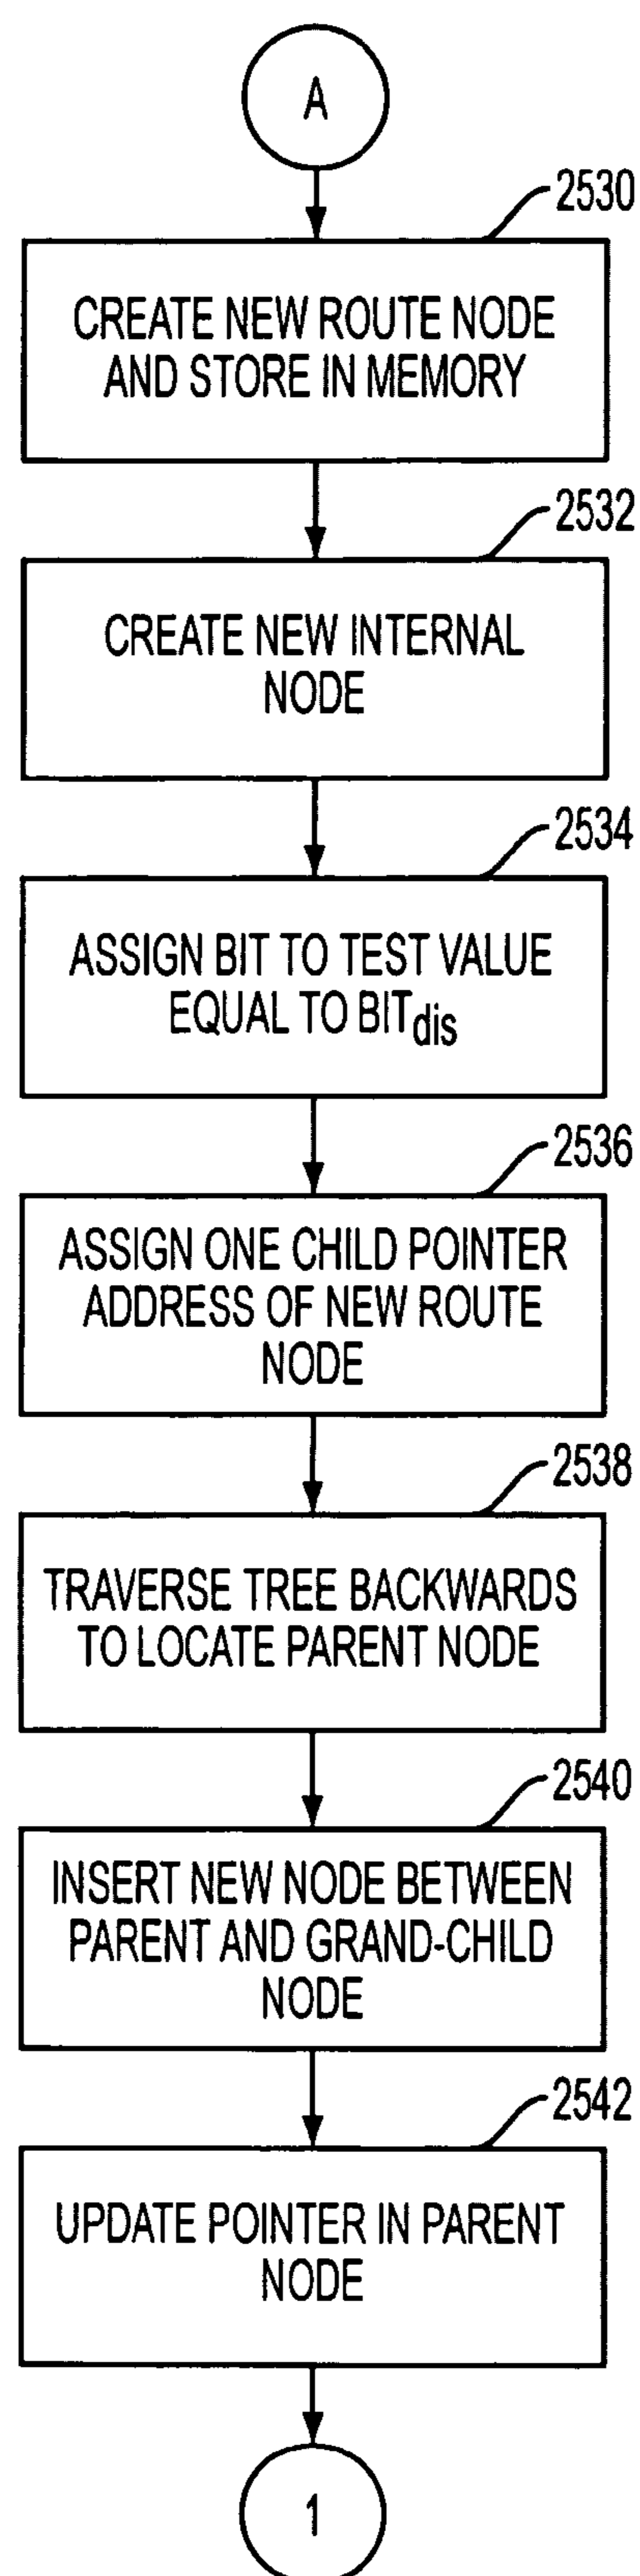 A
2530
CREATE NEW ROUTE NODE
AND STORE IN MEMORY
2532
CREATE NEW INTERNAL
NODE
2534
ASSIGN BIT TO TEST VALUE
EQUAL TO BITdis
2536
ASSIGN ONE CHILD POINTER
ADDRESS OF NEW ROUTE
NODE
2538
TRAVERSE TREE BACKWARDS
TO LOCATE PARENT NODE
2540
INSERT NEW NODE BETWEEN
PARENT AND GRAND-CHILD
NODE
2542
UPDATE POINTER IN PARENT
NODE
1